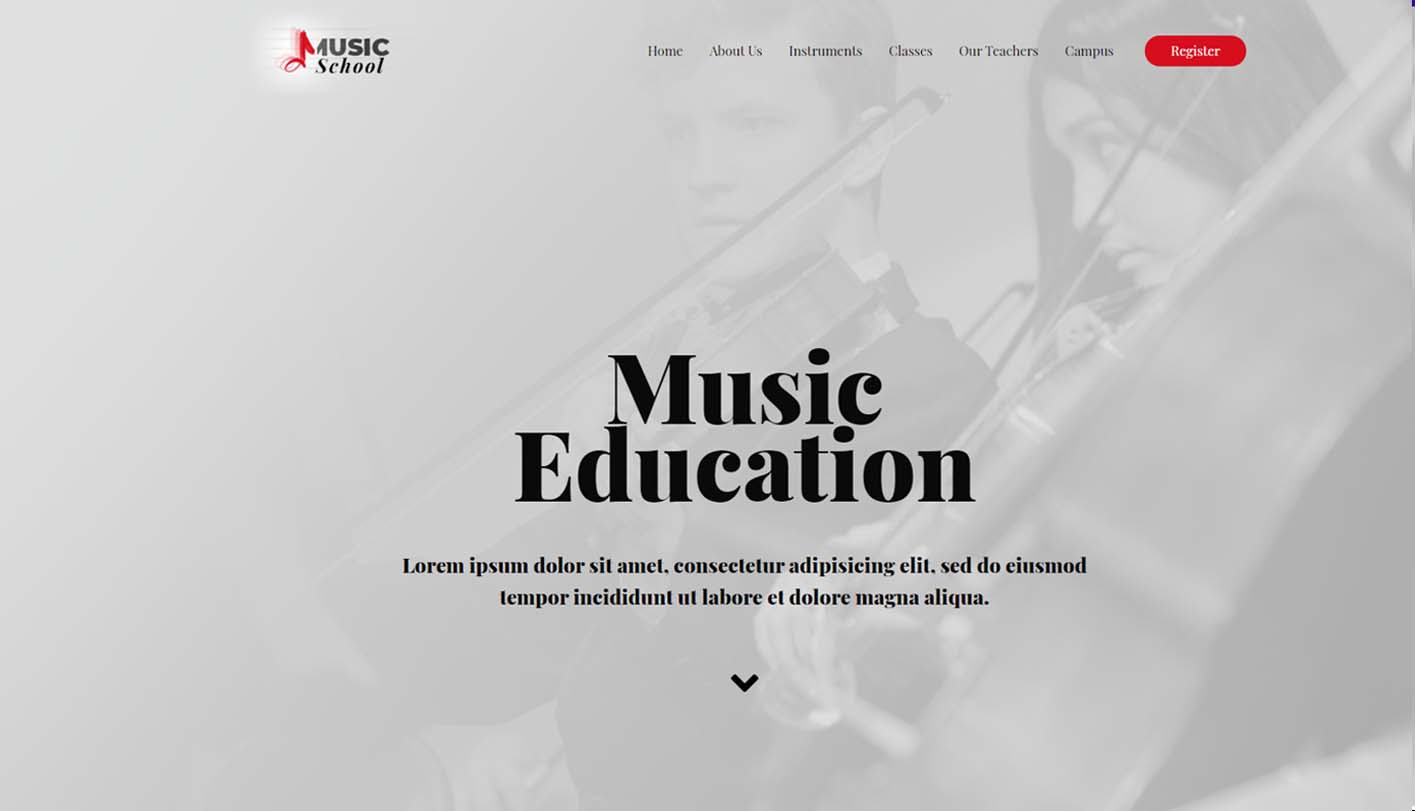 MUSIC
School
Home About Us Instruments Classes Our Teachers Campus Register
Music
Education
Lorem ipsum dolor sit amet, consectetur adipisicing elit, sed do eiusmod
tempor incididunt ut labore et dolore magna aliqua.